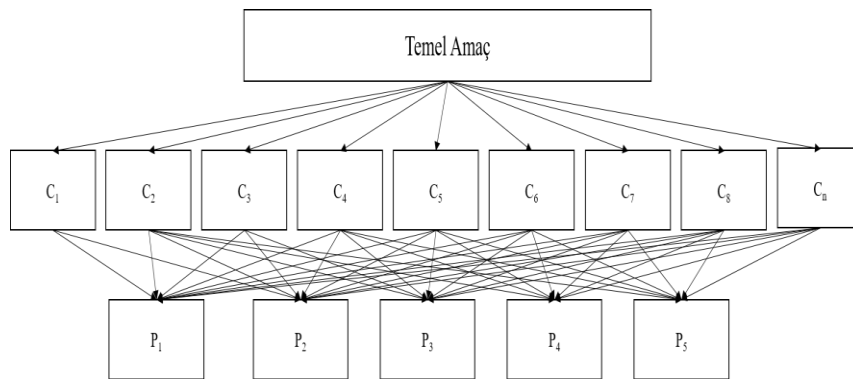 Temel Amaç
C₁ C₂ C₃ C₄ C₅ C₆ C₇ C₈ Cₙ
P₁ P₂ P₃ P₄ P₅